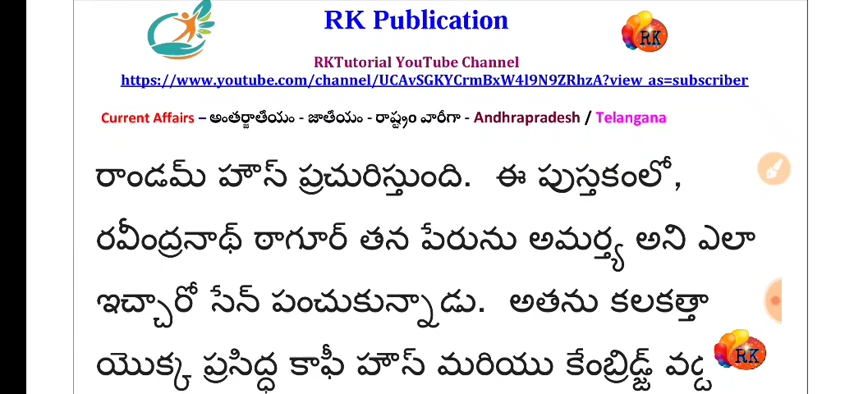 RK Publication
RK
RKTutorial YouTube Channel
https://www.youtube.com/channel/UCAvSGKYCrmBxW4l9N9ZRhzA?view_as=subscriber
Current Affairs – అంతర్జాతీయం - జాతీయం - రాష్ట్రం వారీగా - Andhrapradesh / Telangana
రాండమ్ హౌస్ ప్రచురిస్తుంది. ఈ పుస్తకంలో,
రవీంద్రనాథ్ ఠాగూర్ తన పేరును అమర్త్య అని ఎలా
ఇచ్చారో సేన్ పంచుకున్నాడు. అతను కలకత్తా
యొక్క ప్రసిద్ధ కాఫీ హౌస్ మరియు కేంబ్రిడ్జ్ వద్ద
RK